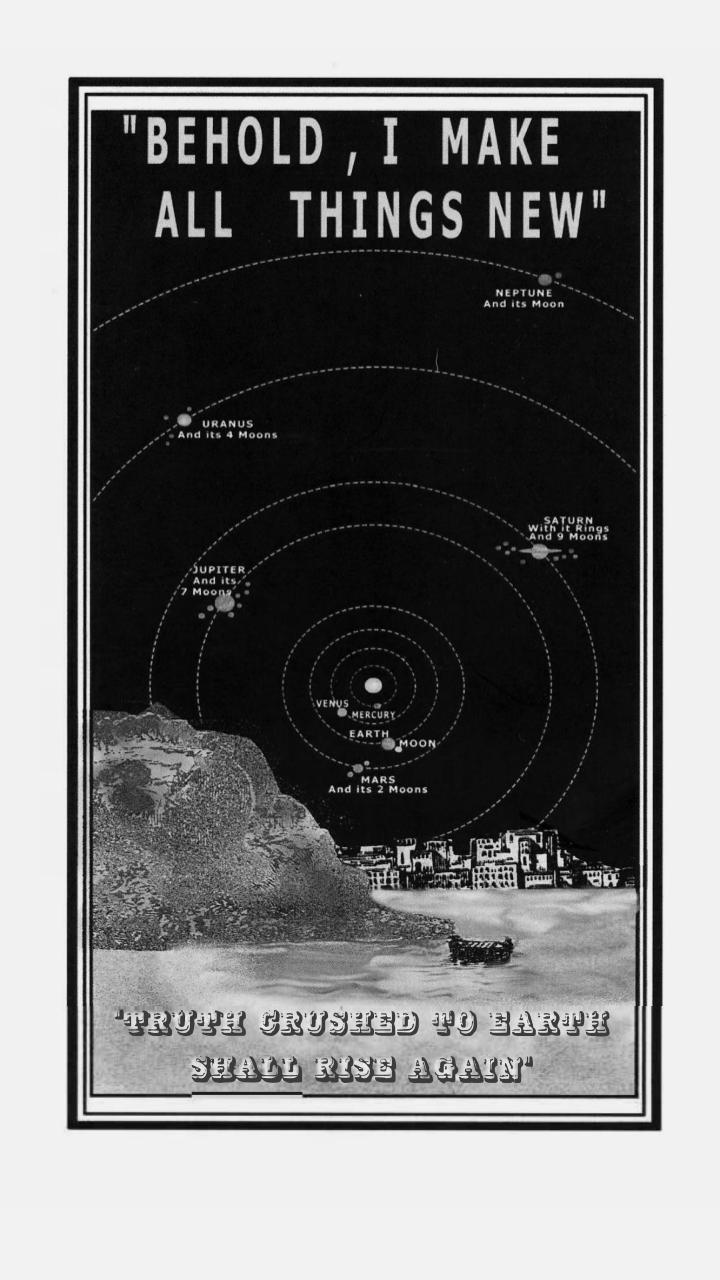 "BEHOLD , I MAKE
ALL THINGS NEW"
NEPTUNE
And its Moon
URANUS
And its 4 Moons
SATURN
With it Rings
And 9 Moons
JUPITER
And its
7 Moons
VENUS
MERCURY
EARTH
MOON
MARS
And its 2 Moons
"TRUTH CRUSHED TO EARTH
SHALL RISE AGAIN"